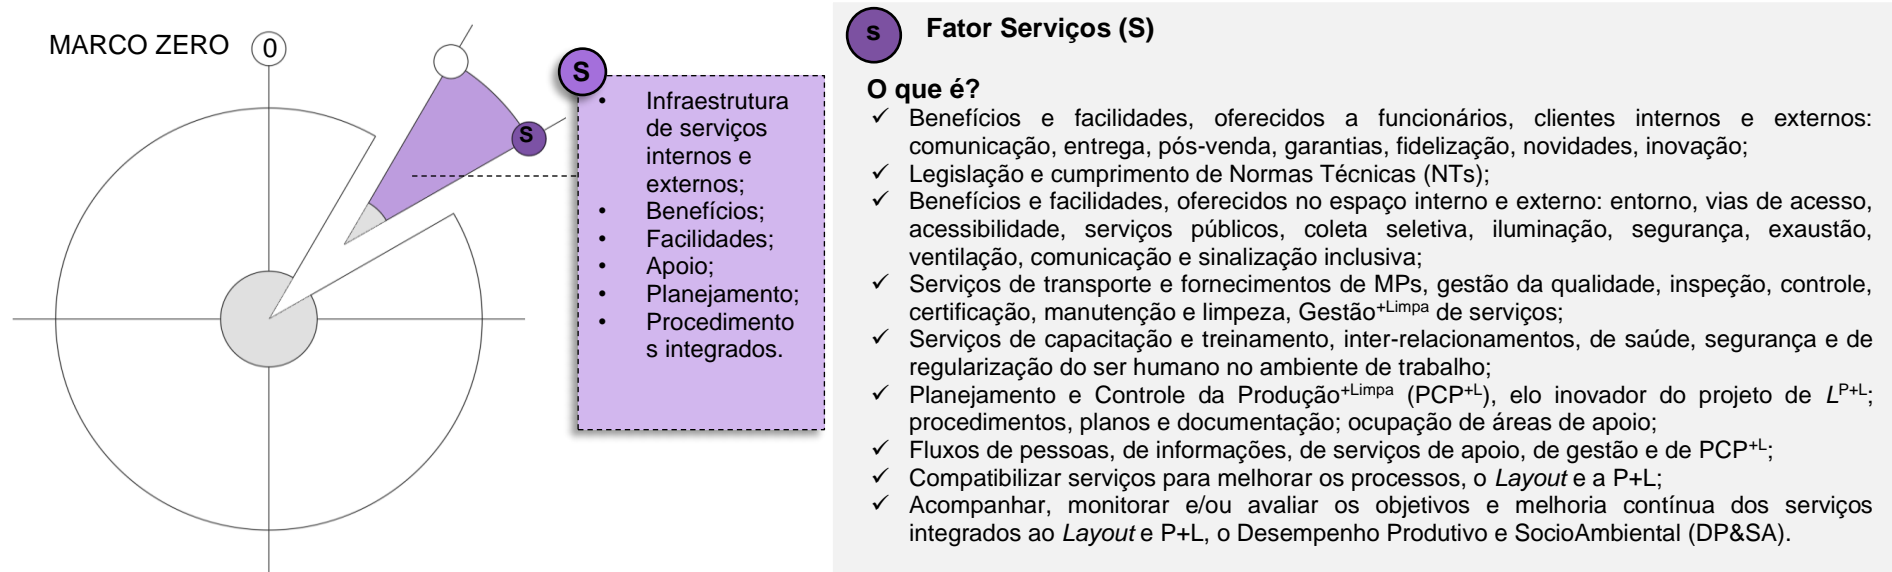 MARCO ZERO 0
S
S
• Infraestrutura
de serviços
internos e
externos;
• Benefícios;
• Facilidades;
• Apoio;
• Planejamento;
• Procedimento
s integrados.
s Fator Serviços (S)
O que é?
✓ Benefícios e facilidades, oferecidos a funcionários, clientes internos e externos:
comunicação, entrega, pós-venda, garantias, fidelização, novidades, inovação;
✓ Legislação e cumprimento de Normas Técnicas (NTs);
✓ Benefícios e facilidades, oferecidos no espaço interno e externo: entorno, vias de acesso,
acessibilidade, serviços públicos, coleta seletiva, iluminação, segurança, exaustão,
ventilação, comunicação e sinalização inclusiva;
✓ Serviços de transporte e fornecimentos de MPs, gestão da qualidade, inspeção, controle,
certificação, manutenção e limpeza, Gestão+Limpa de serviços;
✓ Serviços de capacitação e treinamento, inter-relacionamentos, de saúde, segurança e de
regularização do ser humano no ambiente de trabalho;
✓ Planejamento e Controle da Produção+Limpa (PCP+L), elo inovador do projeto de LP+L;
procedimentos, planos e documentação; ocupação de áreas de apoio;
✓ Fluxos de pessoas, de informações, de serviços de apoio, de gestão e de PCP+L;
✓ Compatibilizar serviços para melhorar os processos, o Layout e a P+L;
✓ Acompanhar, monitorar e/ou avaliar os objetivos e melhoria contínua dos serviços
integrados ao Layout e P+L, o Desempenho Produtivo e SocioAmbiental (DP&SA).